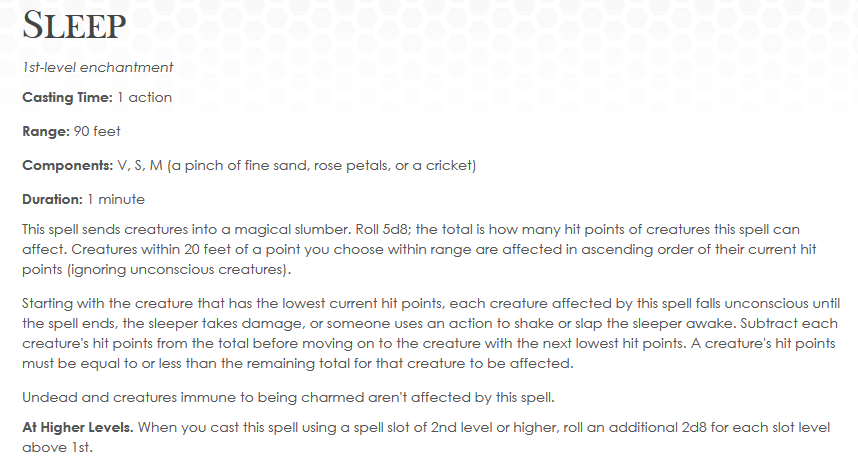 SLEEP
1st-level enchantment
Casting Time: 1 action
Range: 90 feet
Components: V, S, M (a pinch of fine sand, rose petals, or a cricket)
Duration: 1 minute
This spell sends creatures into a magical slumber. Roll 5d8; the total is how many hit points of creatures this spell can
affect. Creatures within 20 feet of a point you choose within range are affected in ascending order of their current hit
points (ignoring unconscious creatures).
Starting with the creature that has the lowest current hit points, each creature affected by this spell falls unconscious until
the spell ends, the sleeper takes damage, or someone uses an action to shake or slap the sleeper awake. Subtract each
creature's hit points from the total before moving on to the creature with the next lowest hit points. A creature's hit points
must be equal to or less than the remaining total for that creature to be affected.
Undead and creatures immune to being charmed aren't affected by this spell.
At Higher Levels. When you cast this spell using a spell slot of 2nd level or higher, roll an additional 2d8 for each slot level
above 1st.